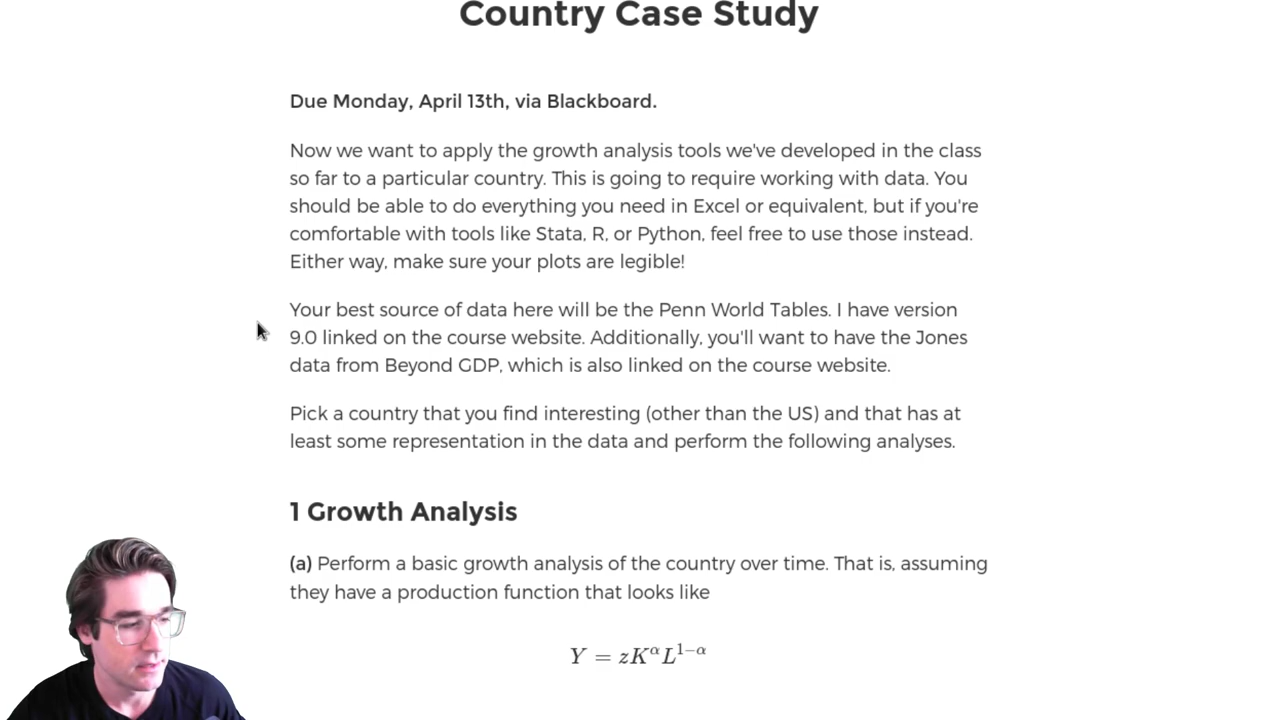 Country Case Study
Due Monday, April 13th, via Blackboard.
Now we want to apply the growth analysis tools we've developed in the class
so far to a particular country. This is going to require working with data. You
should be able to do everything you need in Excel or equivalent, but if you're
comfortable with tools like Stata, R, or Python, feel free to use those instead.
Either way, make sure your plots are legible!
Your best source of data here will be the Penn World Tables. I have version
9.0 linked on the course website. Additionally, you'll want to have the Jones
data from Beyond GDP, which is also linked on the course website.
Pick a country that you find interesting (other than the US) and that has at
least some representation in the data and perform the following analyses.
1 Growth Analysis
(a) Perform a basic growth analysis of the country over time. That is, assuming
they have a production function that looks like
Y = zK^α L^{1−α}